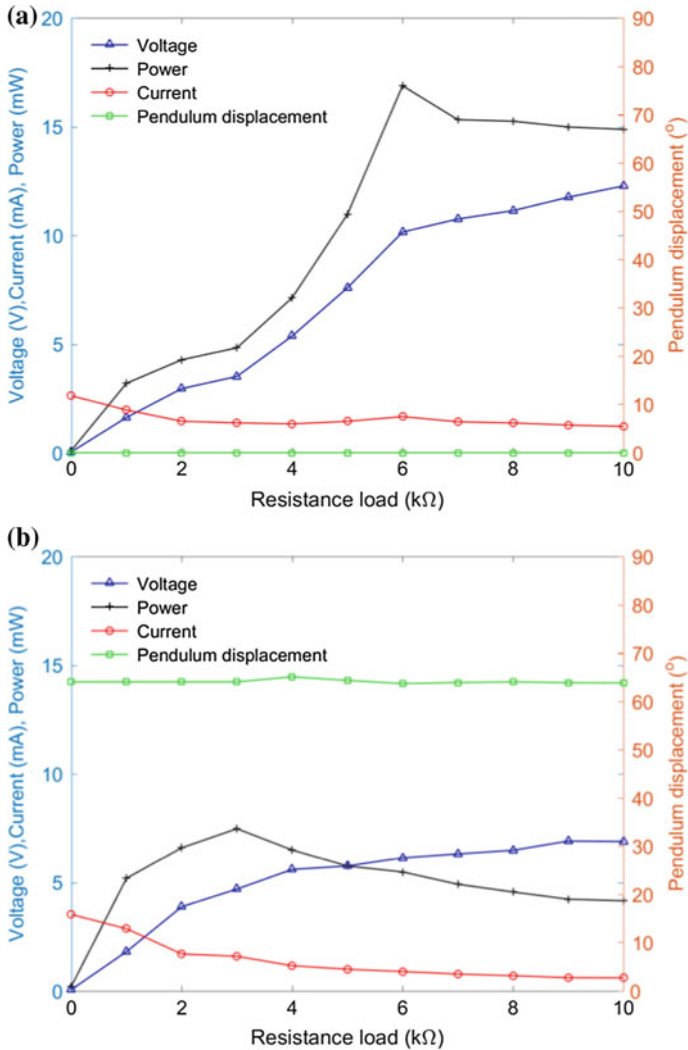 (a)
20
15
10
5
0
Voltage (V),Current (mA), Power (mW)
Voltage
Power
Current
Pendulum displacement
90
80
70
60
50
40
30
20
10
0
Pendulum displacement (°)
0 2 4 6 8 10
Resistance load (kΩ)
(b)
20
15
10
5
0
Voltage (V),Current (mA), Power (mW)
Voltage
Power
Current
Pendulum displacement
90
80
70
60
50
40
30
20
10
0
Pendulum displacement (°)
0 2 4 6 8 10
Resistance load (kΩ)